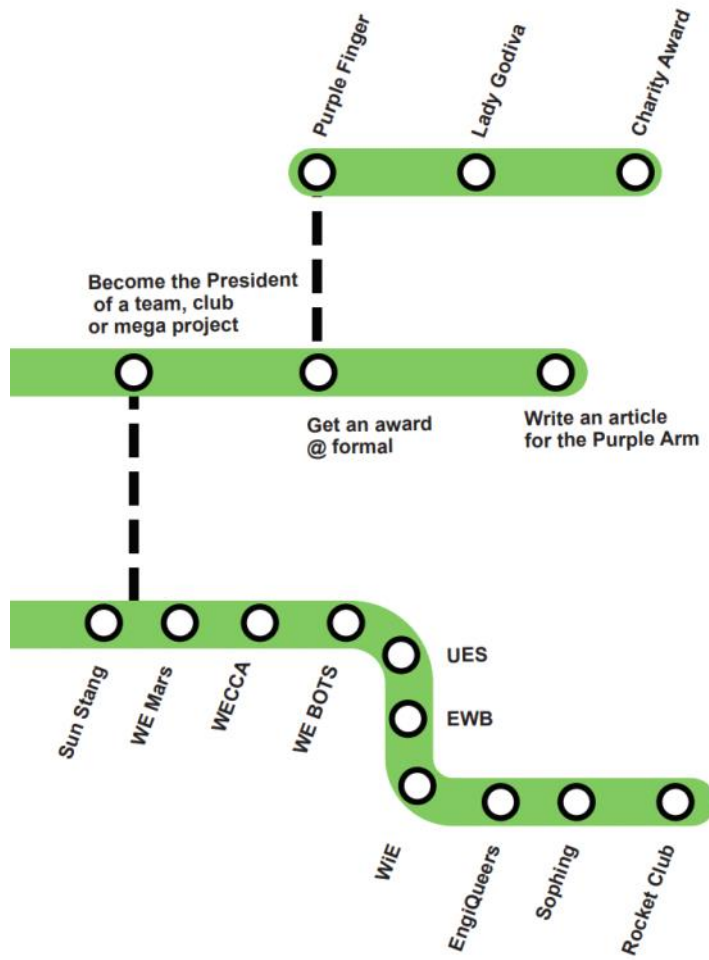 Purple Finger
Lady Godiva
Charity Award
Become the President
of a team, club
or mega project
Get an award
@ formal
Write an article
for the Purple Arm
Sun Stang
WE Mars
WECCA
WE BOTS
UES
EWB
WiE
EngiQueers
Sophing
Rocket Club